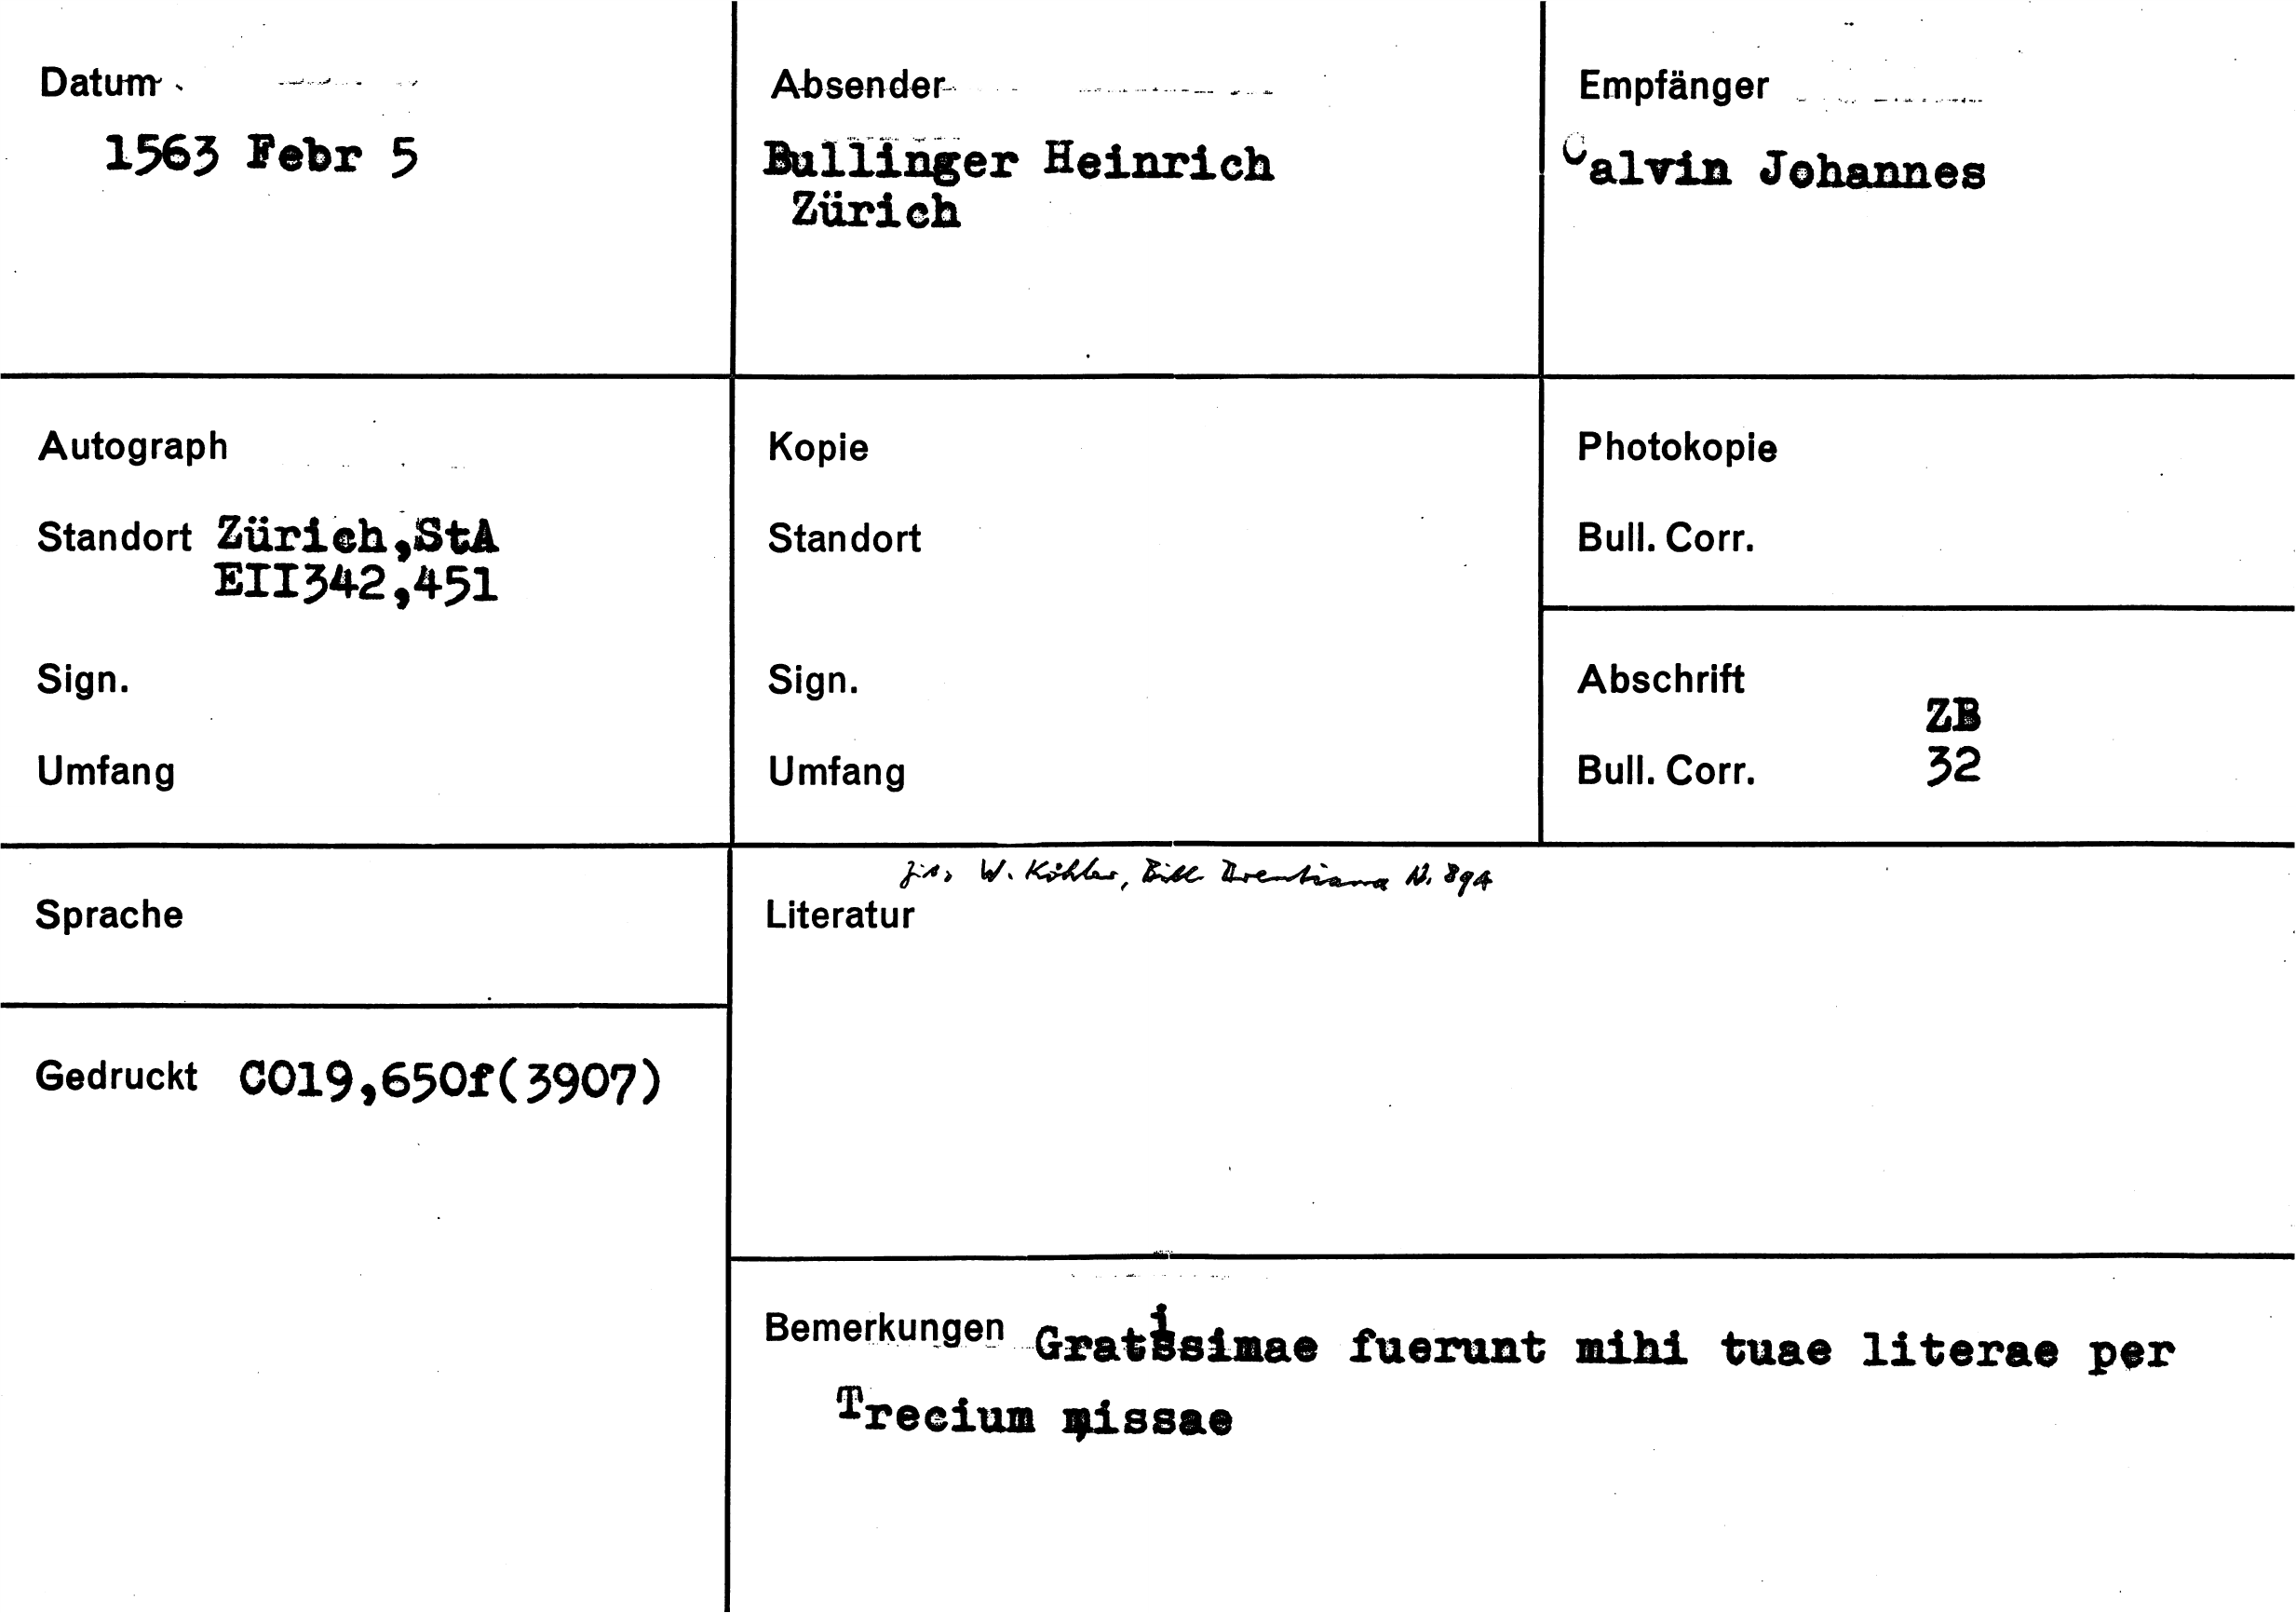 Datum
1563 Febr 5
Absender
Bullinger Heinrich
Zürich
Empfänger
Calvin Johannes
Autograph
Standort Zürich,StA
EII342,451
Sign.
Umfang
Kopie
Standort
Sign.
Umfang
Photokopie
Bull. Corr.
Abschrift
ZB
Bull. Corr. 32
Sprache
Gedruckt CO19,650f(3907)
W. Köhler, Bibl. Brentiana N. 894
Literatur
Bemerkungen Gratissimae fuerunt mihi tuae literae per
Trecium missae